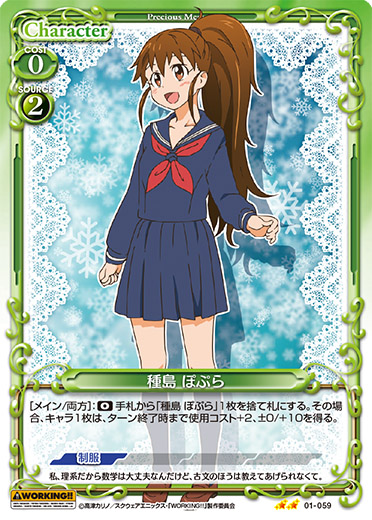 Precious Me
Character
COST
0
SOURCE
2
種島 ぽぷら
[メイン/両方]:0 手札から「種島 ぽぷら」1枚を捨て札にする。その場
合、キャラ1枚は、ターン終了時まで使用コスト+2、±0/+10を得る。
制服
私、理系だから数学は大丈夫なんだけど、古文のほうは教えてあげられなくて。
WORKING!!
©高津カリノ/スクウェアエニックス・「WORKING!!」製作委員会
01-059